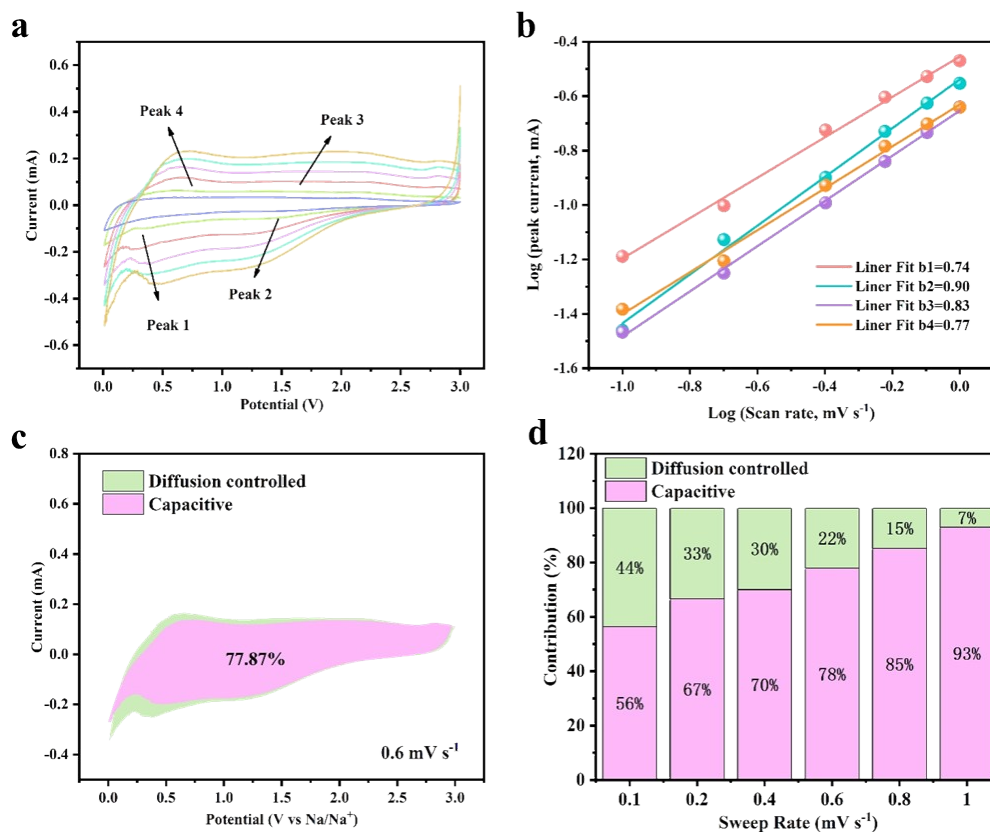 a
0.6
0.4
0.2
0.0
-0.2
-0.4
-0.6
Current (mA)
Peak 4
Peak 3
Peak 2
Peak 1
0.0 0.5 1.0 1.5 2.0 2.5 3.0
Potential (V)
b
-0.4
-0.6
-0.8
-1.0
-1.2
-1.4
-1.6
Log (peak current, mA)
Liner Fit b1=0.74
Liner Fit b2=0.90
Liner Fit b3=0.83
Liner Fit b4=0.77
-1.0 -0.8 -0.6 -0.4 -0.2 0.0
Log (Scan rate, mV s-1)
c
0.8
0.6
0.4
0.2
0.0
-0.2
-0.4
Current (mA)
Diffusion controlled
Capacitive
77.87%
0.6 mV s-1
0.0 0.5 1.0 1.5 2.0 2.5 3.0
Potential (V vs Na/Na+)
d
120
100
80
60
40
20
0
Contribution (%)
Diffusion controlled
Capacitive
44% 33% 30% 22% 15% 7%
56% 67% 70% 78% 85% 93%
0.1 0.2 0.4 0.6 0.8 1
Sweep Rate (mV s-1)